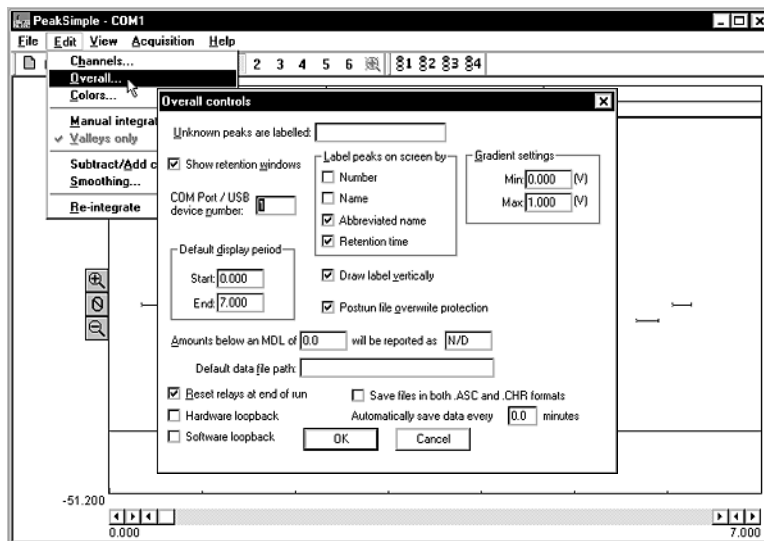 PeakSimple - COM1
File Edit View Acquisition Help
2 3 4 5 6 1 2 3 4
Channels...
Overall...
Colors...
Manual integrat
Valleys only
Subtract/Add c
Smoothing...
Re-integrate
Overall controls
Unknown peaks are labelled:
Show retention windows
COM Port / USB
device number: 1
Default display period
Start: 0.000
End: 7.000
Label peaks on screen by
Number
Name
Abbreviated name
Retention time
Gradient settings
Min: 0.000 (V)
Max: 1.000 (V)
Draw label vertically
Postrun file overwrite protection
Amounts below an MDL of 0.0 will be reported as N/D
Default data file path:
Reset relays at end of run
Save files in both .ASC and .CHR formats
Hardware loopback
Automatically save data every 0.0 minutes
Software loopback
OK Cancel
-51.200
0.000 7.000